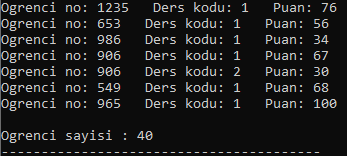 Ogrenci no: 1235   Ders kodu: 1   Puan: 76
Ogrenci no: 653   Ders kodu: 1   Puan: 56
Ogrenci no: 986   Ders kodu: 1   Puan: 34
Ogrenci no: 906   Ders kodu: 1   Puan: 67
Ogrenci no: 906   Ders kodu: 2   Puan: 30
Ogrenci no: 549   Ders kodu: 1   Puan: 68
Ogrenci no: 965   Ders kodu: 1   Puan: 100
Ogrenci sayisi : 40
----------------------------------------